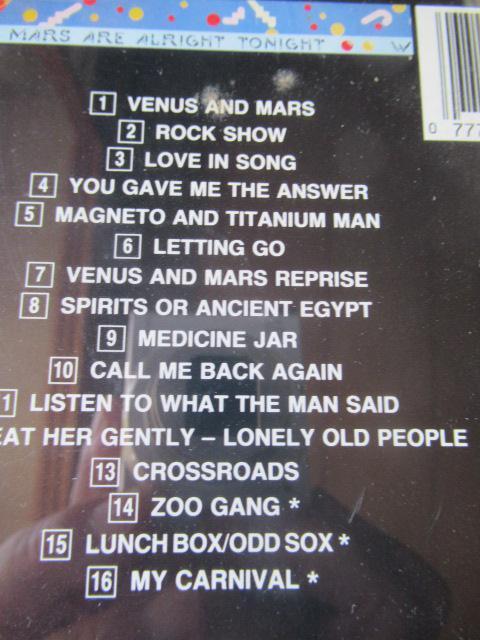 MARS ARE ALRIGHT TONIGHT W
0 777
1 VENUS AND MARS
2 ROCK SHOW
3 LOVE IN SONG
4 YOU GAVE ME THE ANSWER
5 MAGNETO AND TITANIUM MAN
6 LETTING GO
7 VENUS AND MARS REPRISE
8 SPIRITS OR ANCIENT EGYPT
9 MEDICINE JAR
10 CALL ME BACK AGAIN
1 LISTEN TO WHAT THE MAN SAID
EAT HER GENTLY – LONELY OLD PEOPLE
13 CROSSROADS
14 ZOO GANG *
15 LUNCH BOX/ODD SOX *
16 MY CARNIVAL *